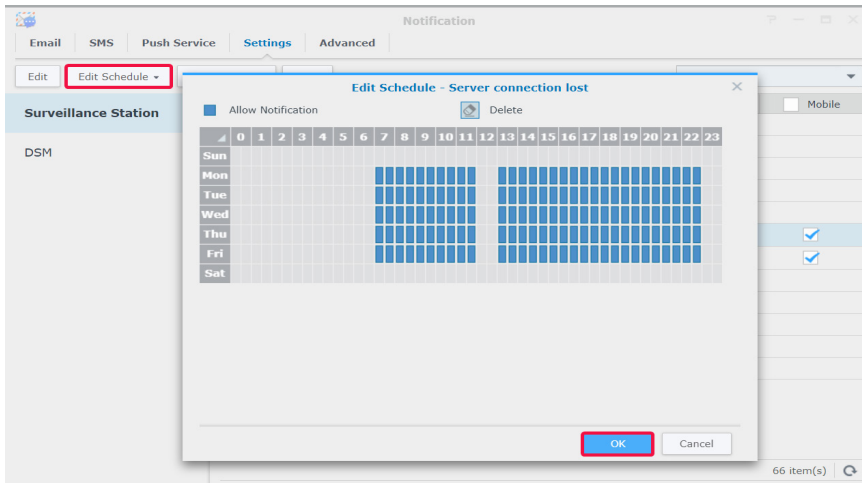 Notification
Email SMS Push Service Settings Advanced
Edit Edit Schedule
Edit Schedule - Server connection lost
Surveillance Station
Allow Notification Delete
Mobile
0 1 2 3 4 5 6 7 8 9 10 11 12 13 14 15 16 17 18 19 20 21 22 23
DSM
Sun
Mon
Tue
Wed
Thu
Fri
Sat
OK Cancel
66 item(s)